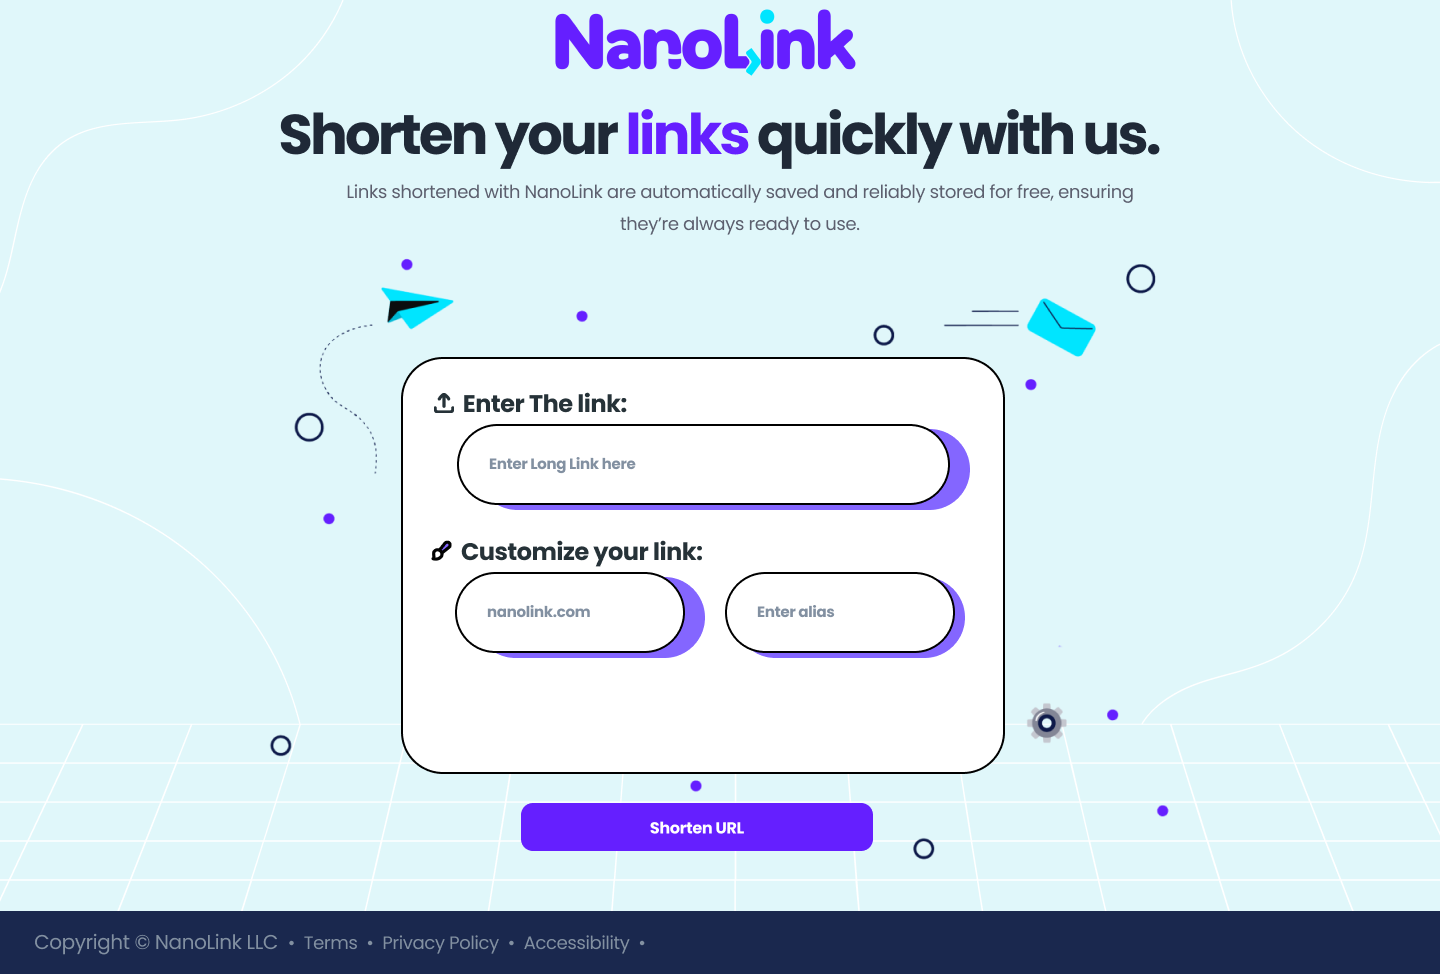 NanoLink
Shorten your links quickly with us.
Links shortened with NanoLink are automatically saved and reliably stored for free, ensuring
they’re always ready to use.
Enter The link:
Enter Long Link here
Customize your link:
nanolink.com
Enter alias
Shorten URL
Copyright © NanoLink LLC • Terms • Privacy Policy • Accessibility •